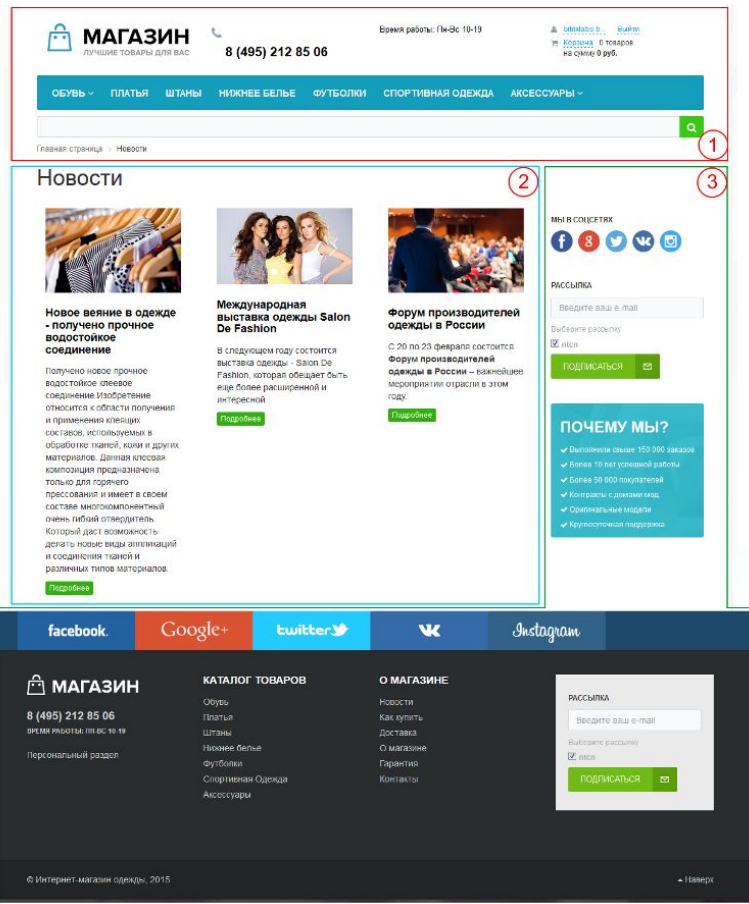 МАГАЗИН
ЛУЧШИЕ ТОВАРЫ ДЛЯ ВАС
8 (495) 212 85 06
Время работы: Пн-Вс 10-19
bitrixlabs b... Выйти
Корзина 0 товаров
на сумму 0 руб.
ОБУВЬ ПЛАТЬЯ ШТАНЫ НИЖНЕЕ БЕЛЬЕ ФУТБОЛКИ СПОРТИВНАЯ ОДЕЖДА АКСЕССУАРЫ
1
Главная страница > Новости
Новости
2
Новое веяние в одежде
- получено прочное
водостойкое
соединение
Получено новое прочное
водостойкое клеевое
соединение.Изобретение
относится к области получения
и применения клеящих
составов, используемых в
обработке тканей, кожи и других
материалов. Данная клеевая
композиция предназначена
только для горячего
прессования и имеет в своем
составе многокомпонентный
очень гибкий отвердитель.
Который даст возможность
делать новые виды аппликаций
и соединения тканей и
различных типов материалов.
Подробнее
Международная
выставка одежды Salon
De Fashion
В следующем году состоится
выставка одежды - Salon De
Fashion, которая обещает быть
еще более расширенной и
интересной
Подробнее
Форум производителей
одежды в России
С 20 по 23 февраля состоится
Форум производителей
одежды в России – важнейшее
мероприятии отрасли в этом
году.
Подробнее
3
МЫ В СОЦСЕТЯХ
РАССЫЛКА
Введите ваш e-mail
Выберите рассылку
ntcn
ПОДПИСАТЬСЯ
ПОЧЕМУ МЫ?
Выполнили свыше 150 000 заказов
Более 10 лет успешной работы
Более 50 000 покупателей
Контракты с домами мод
Оригинальные модели
Круглосуточная поддержка
facebook. Google+ twitter Instagram
МАГАЗИН
8 (495) 212 85 06
ВРЕМЯ РАБОТЫ: ПН-ВС 10-19
Персональный раздел
КАТАЛОГ ТОВАРОВ
Обувь
Платья
Штаны
Нижнее белье
Футболки
Спортивная Одежда
Аксессуары
О МАГАЗИНЕ
Новости
Как купить
Доставка
О магазине
Гарантия
Контакты
РАССЫЛКА
Введите ваш e-mail
Выберите рассылку
ntcn
ПОДПИСАТЬСЯ
© Интернет-магазин одежды, 2015
Наверх